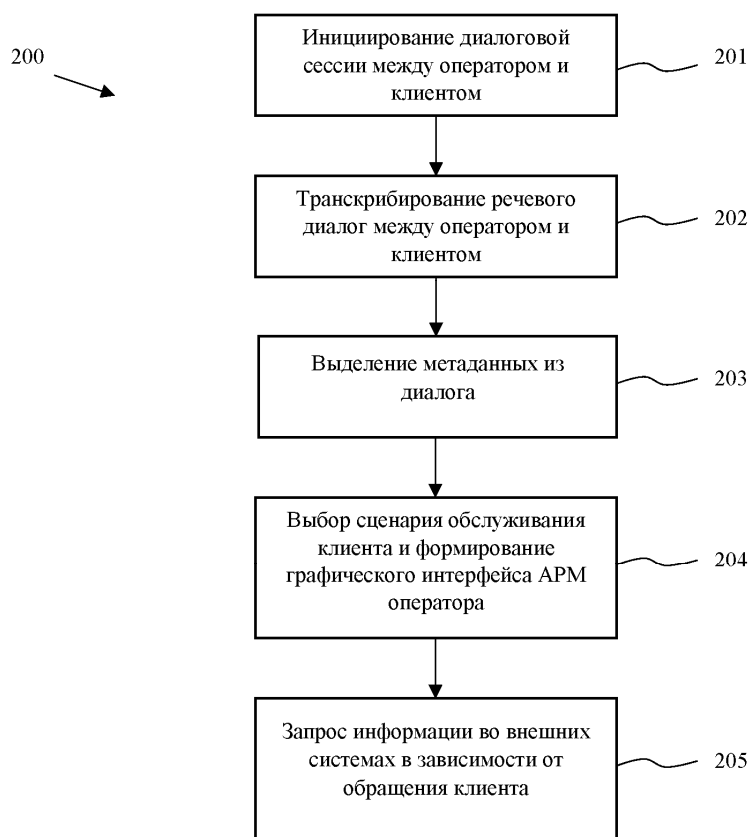 200
Инициирование диалоговой
сессии между оператором и
клиентом
201
Транскрибирование речевого
диалог между оператором и
клиентом
202
Выделение метаданных из
диалога
203
Выбор сценария обслуживания
клиента и формирование
графического интерфейса АРМ
оператора
204
Запрос информации во внешних
системах в зависимости от
обращения клиента
205